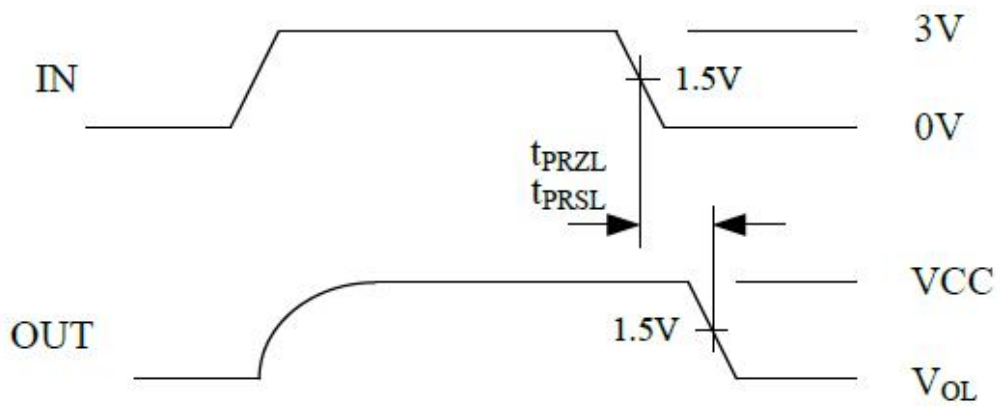 IN
3V
1.5V
0V
tPRZL
tPRSL
VCC
OUT
1.5V
VOL